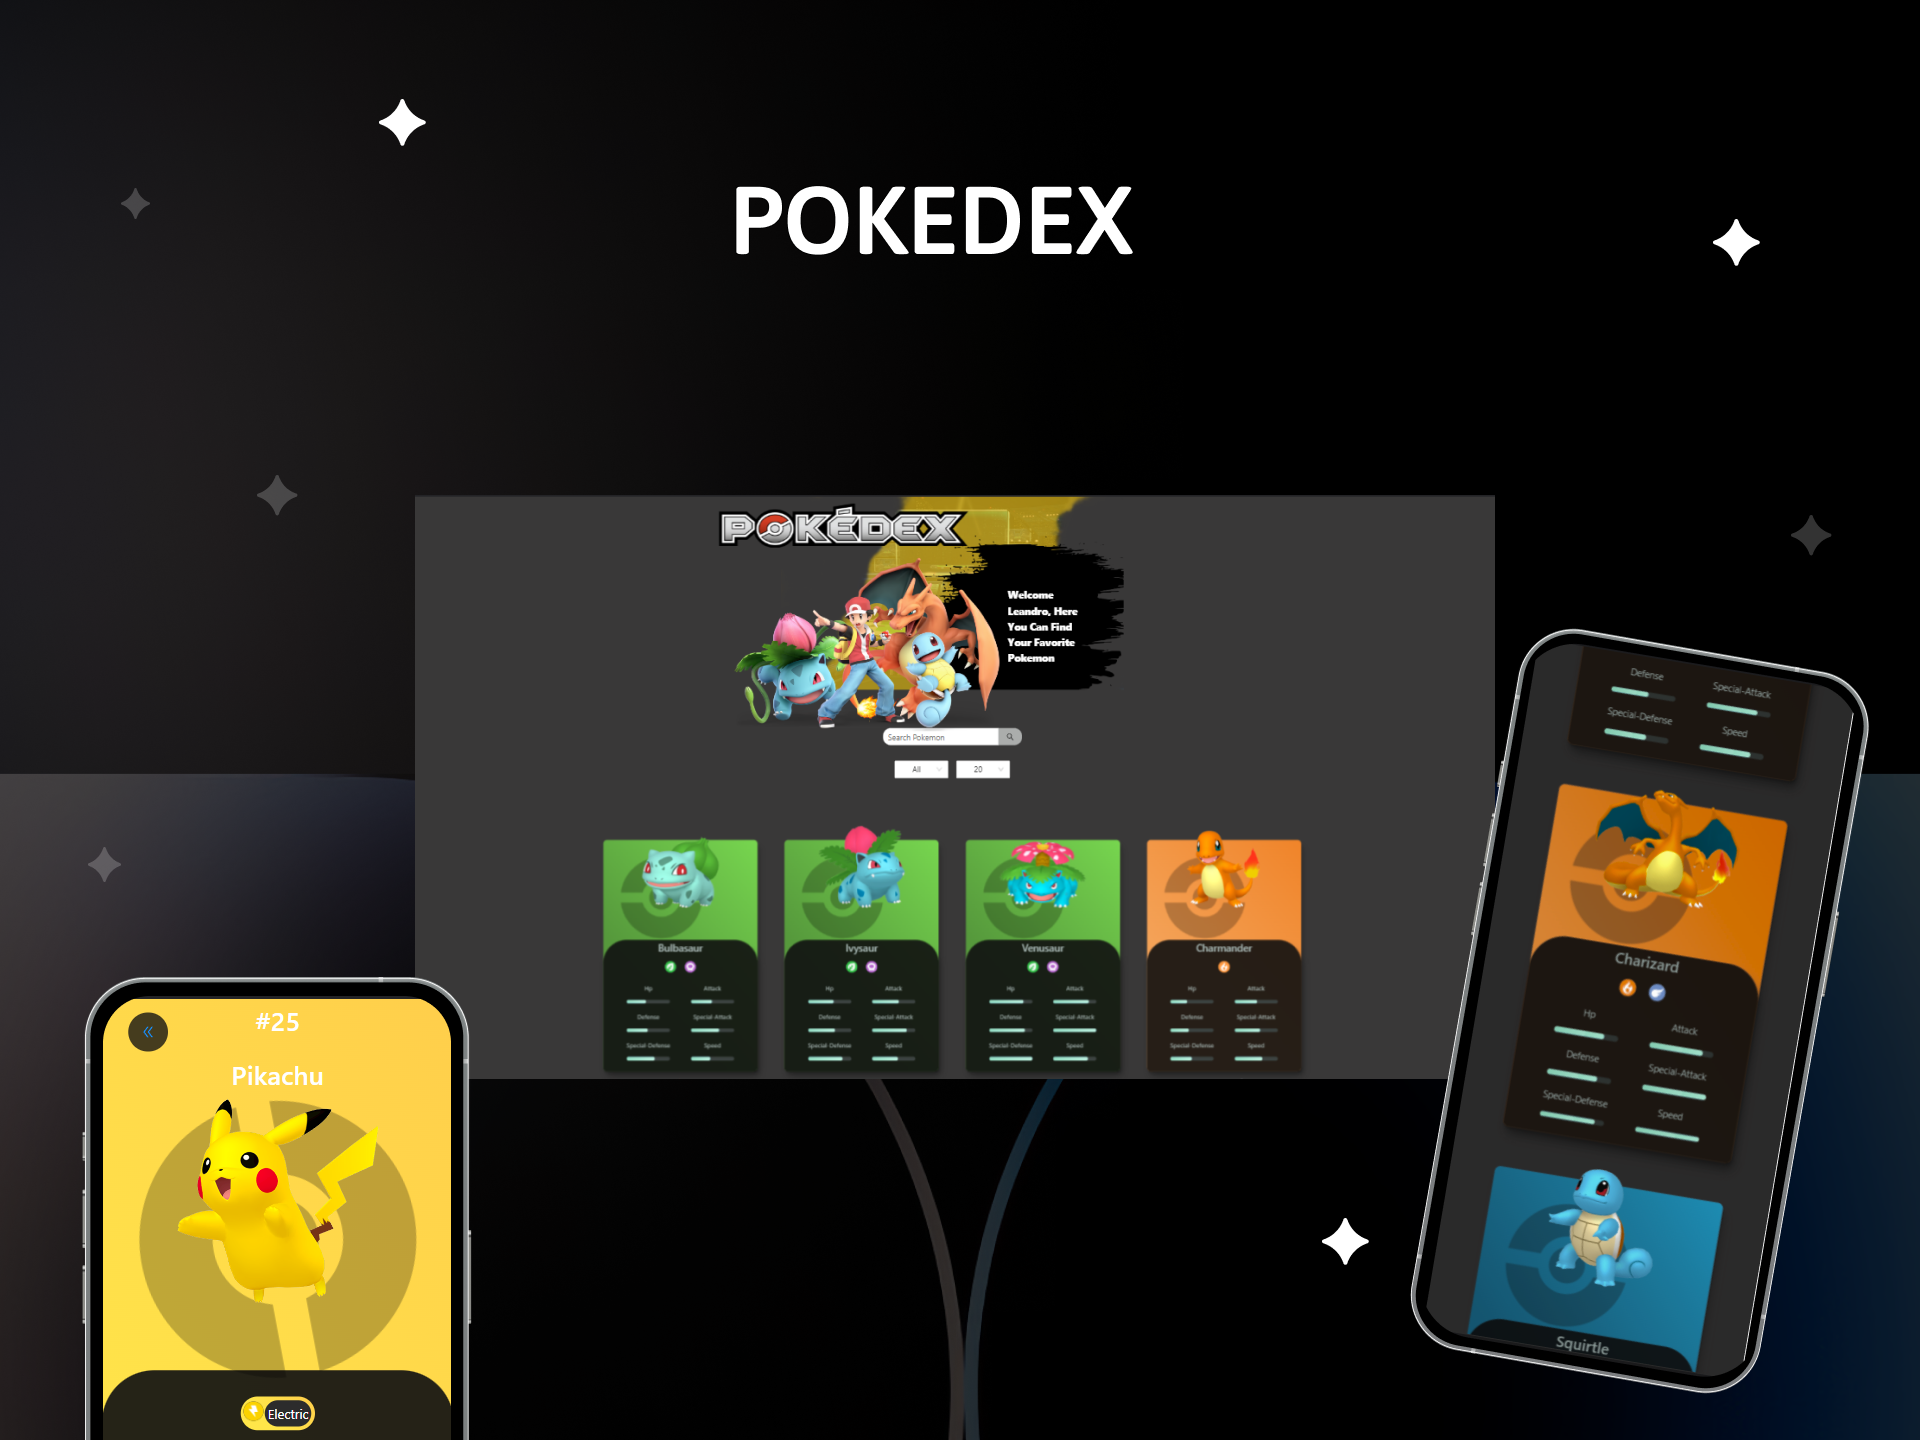 POKEDEX
POKÉDEX
Welcome
Leandro, Here
You Can Find
Your Favorite
Pokemon
Search Pokemon
All 20
Bulbasaur
Hp Attack
Defense Special-Attack
Special-Defense Speed
Ivysaur
Hp Attack
Defense Special-Attack
Special-Defense Speed
Venusaur
Hp Attack
Defense Special-Attack
Special-Defense Speed
Charmander
Hp Attack
Defense Special-Attack
Special-Defense Speed
#25
Pikachu
Electric
Defense Special-Attack
Special-Defense Speed
Charizard
Hp Attack
Defense Special-Attack
Special-Defense Speed
Squirtle